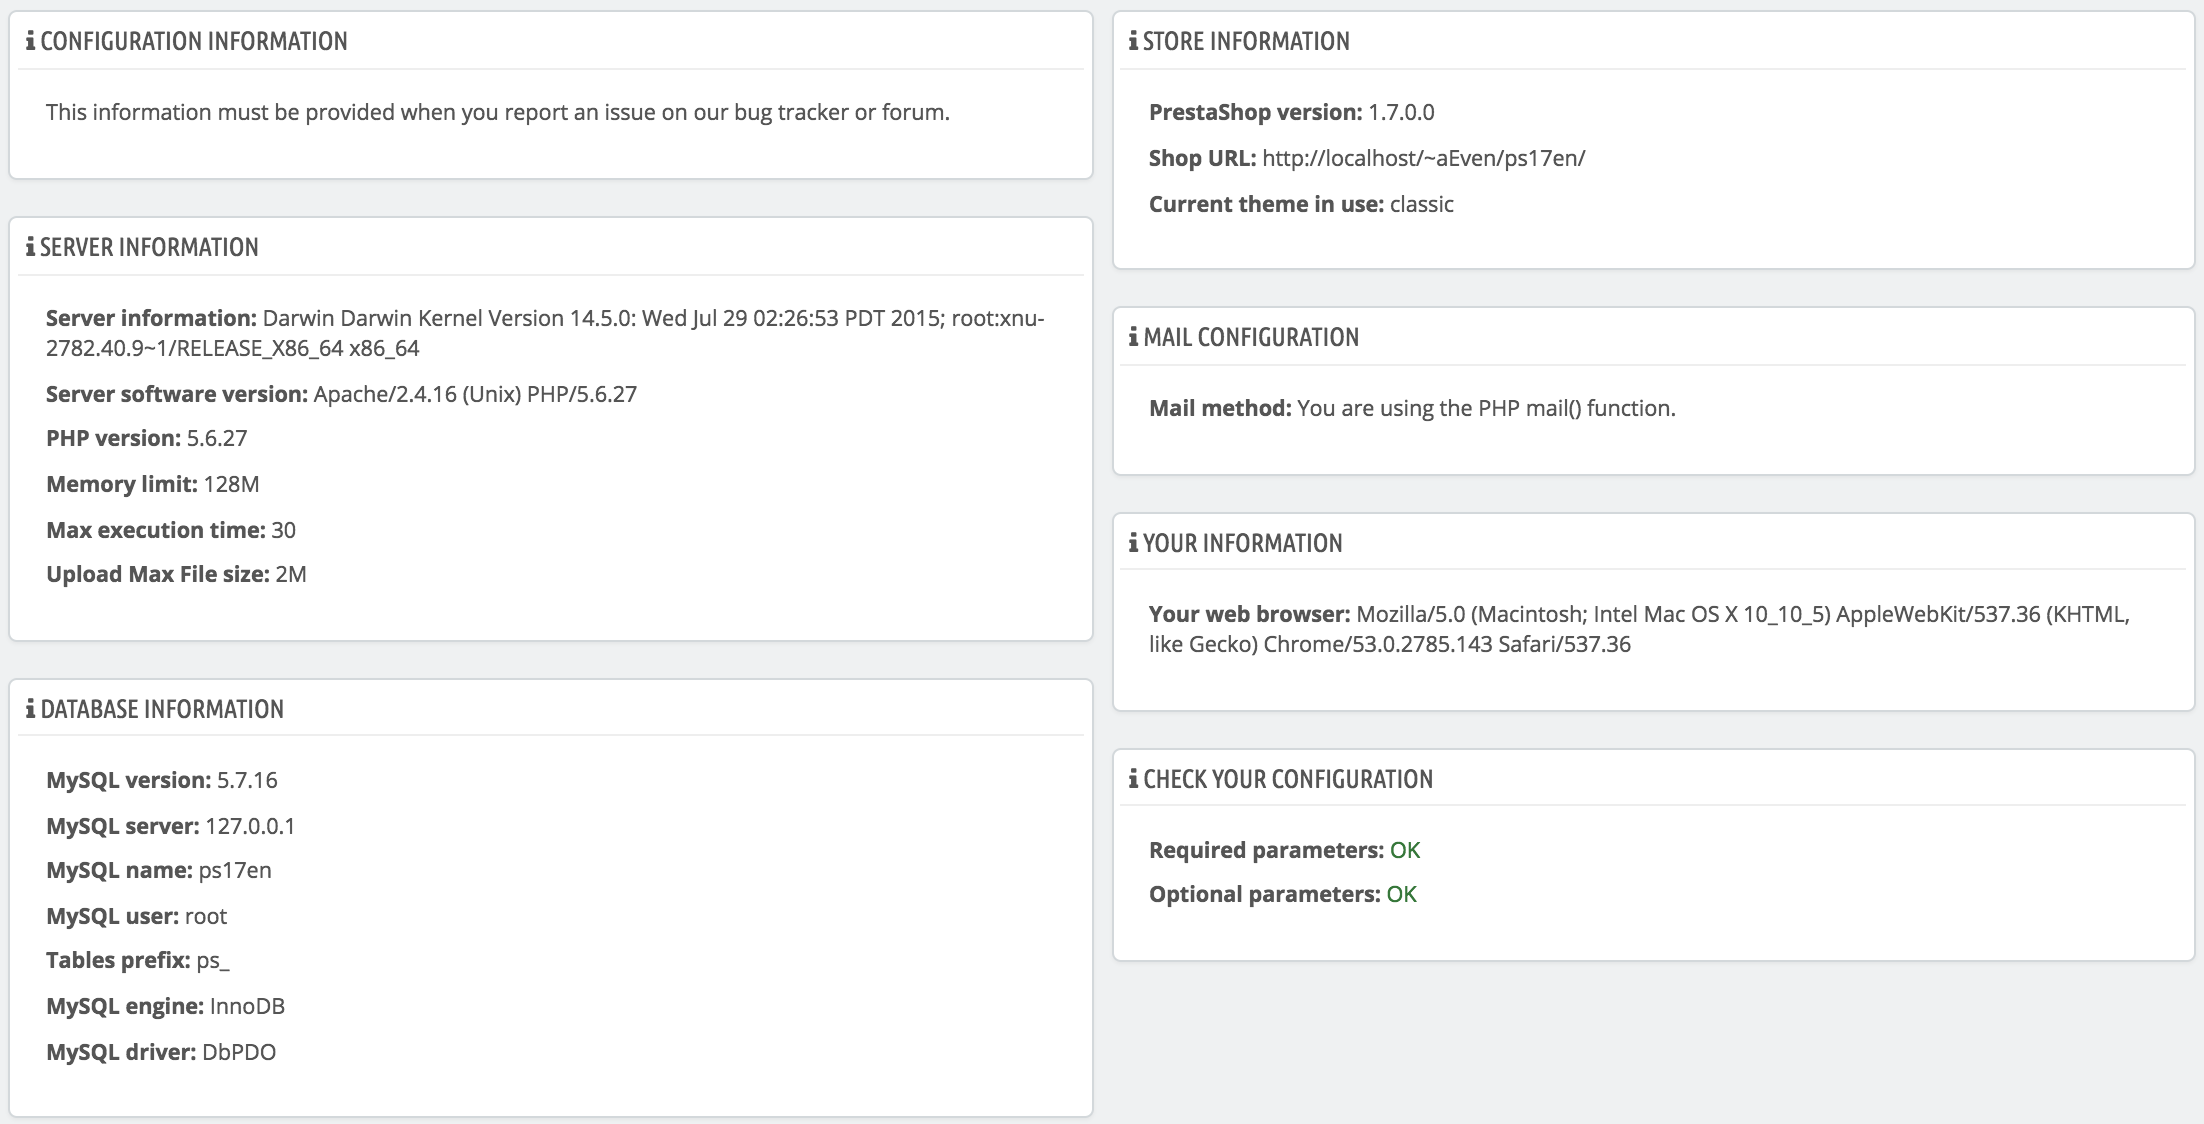 CONFIGURATION INFORMATION
This information must be provided when you report an issue on our bug tracker or forum.
SERVER INFORMATION
Server information: Darwin Darwin Kernel Version 14.5.0: Wed Jul 29 02:26:53 PDT 2015; root:xnu-
2782.40.9~1/RELEASE_X86_64 x86_64
Server software version: Apache/2.4.16 (Unix) PHP/5.6.27
PHP version: 5.6.27
Memory limit: 128M
Max execution time: 30
Upload Max File size: 2M
DATABASE INFORMATION
MySQL version: 5.7.16
MySQL server: 127.0.0.1
MySQL name: ps17en
MySQL user: root
Tables prefix: ps_
MySQL engine: InnoDB
MySQL driver: DbPDO
STORE INFORMATION
PrestaShop version: 1.7.0.0
Shop URL: http://localhost/~aEven/ps17en/
Current theme in use: classic
MAIL CONFIGURATION
Mail method: You are using the PHP mail() function.
YOUR INFORMATION
Your web browser: Mozilla/5.0 (Macintosh; Intel Mac OS X 10_10_5) AppleWebKit/537.36 (KHTML,
like Gecko) Chrome/53.0.2785.143 Safari/537.36
CHECK YOUR CONFIGURATION
Required parameters: OK
Optional parameters: OK